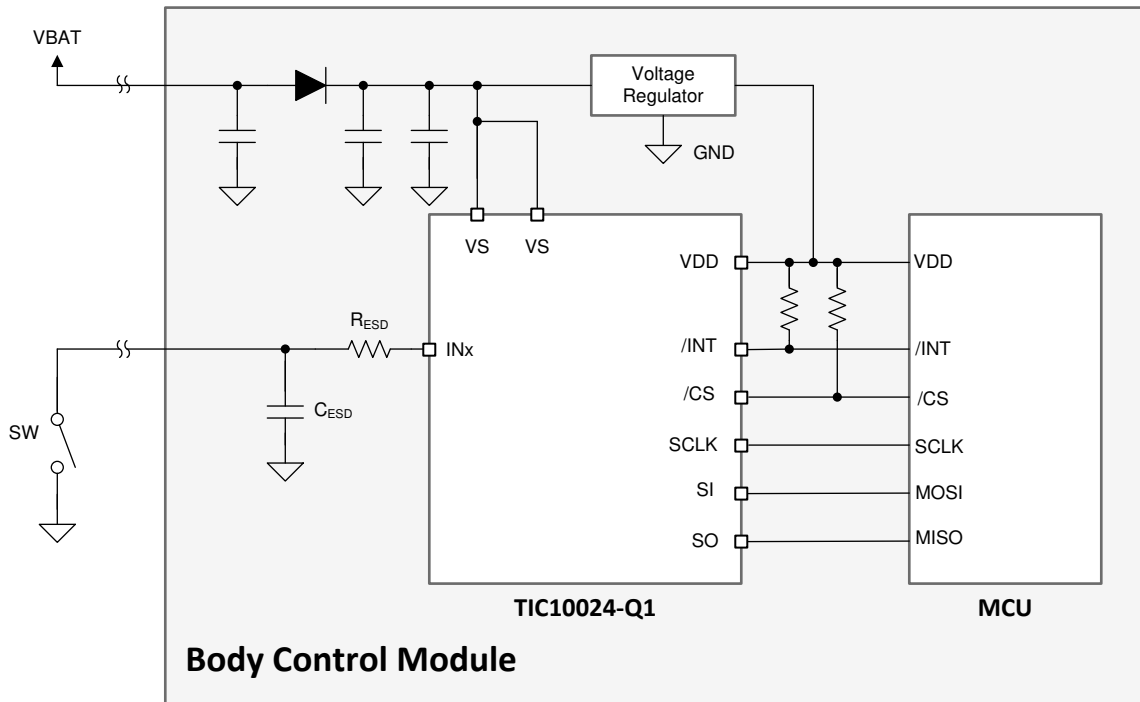 VBAT
Voltage
Regulator
GND
VS
VS
VDD
VDD
RESD
INx
/INT
/INT
CESD
/CS
/CS
SW
SCLK
SCLK
SI
MOSI
SO
MISO
TIC10024-Q1
MCU
Body Control Module